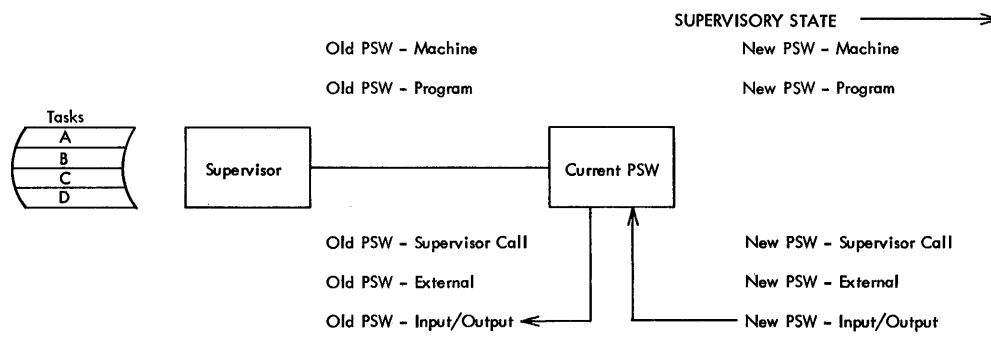 SUPERVISORY STATE
Old PSW - Machine
New PSW - Machine
Old PSW - Program
New PSW - Program
Tasks
A
B
C
D
Supervisor
Current PSW
Old PSW - Supervisor Call
New PSW - Supervisor Call
Old PSW - External
New PSW - External
Old PSW - Input/Output
New PSW - Input/Output